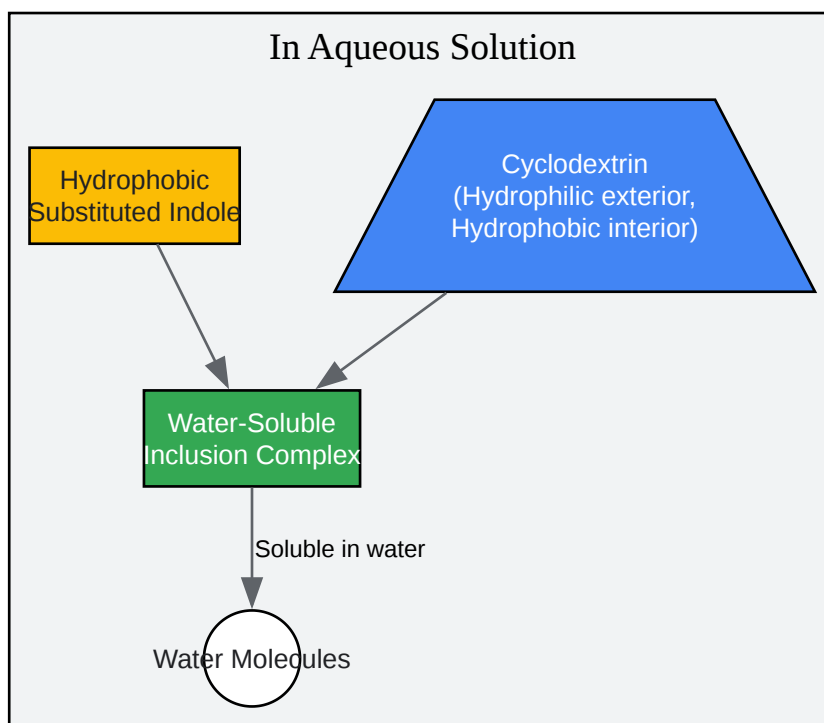 In Aqueous Solution
Hydrophobic
Substituted Indole
Cyclodextrin
(Hydrophilic exterior,
Hydrophobic interior)
Water-Soluble
Inclusion Complex
Soluble in water
Water Molecules